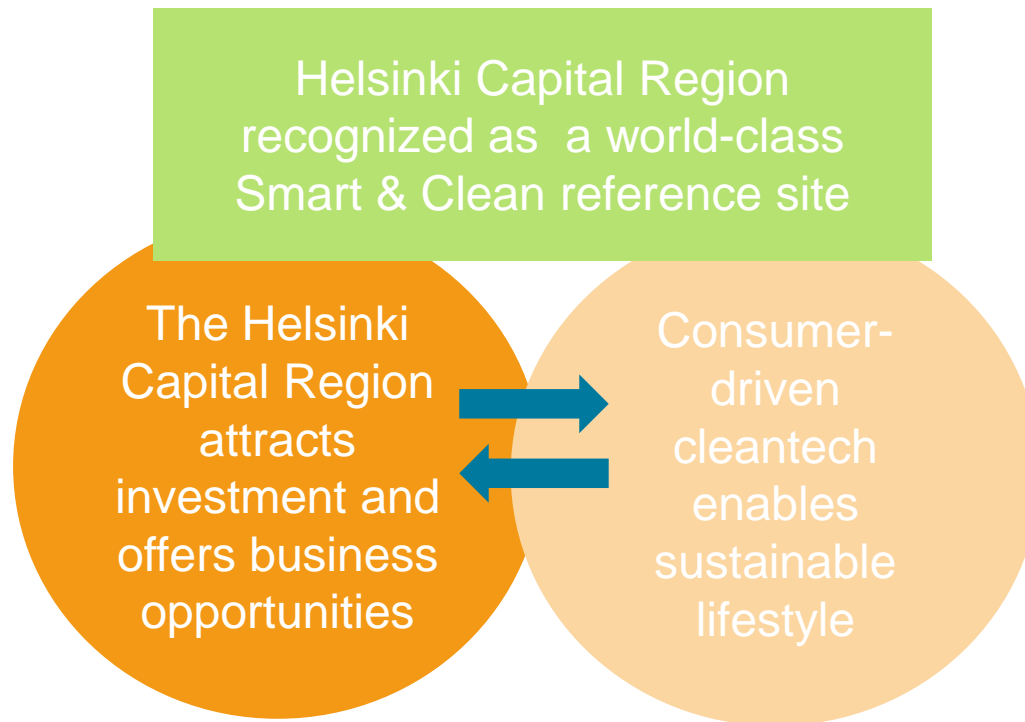 Helsinki Capital Region
recognized as  a world-class
Smart & Clean reference site
The Helsinki
Capital Region
attracts
investment and
offers business
opportunities
Consumer-
driven
cleantech
enables
sustainable
lifestyle